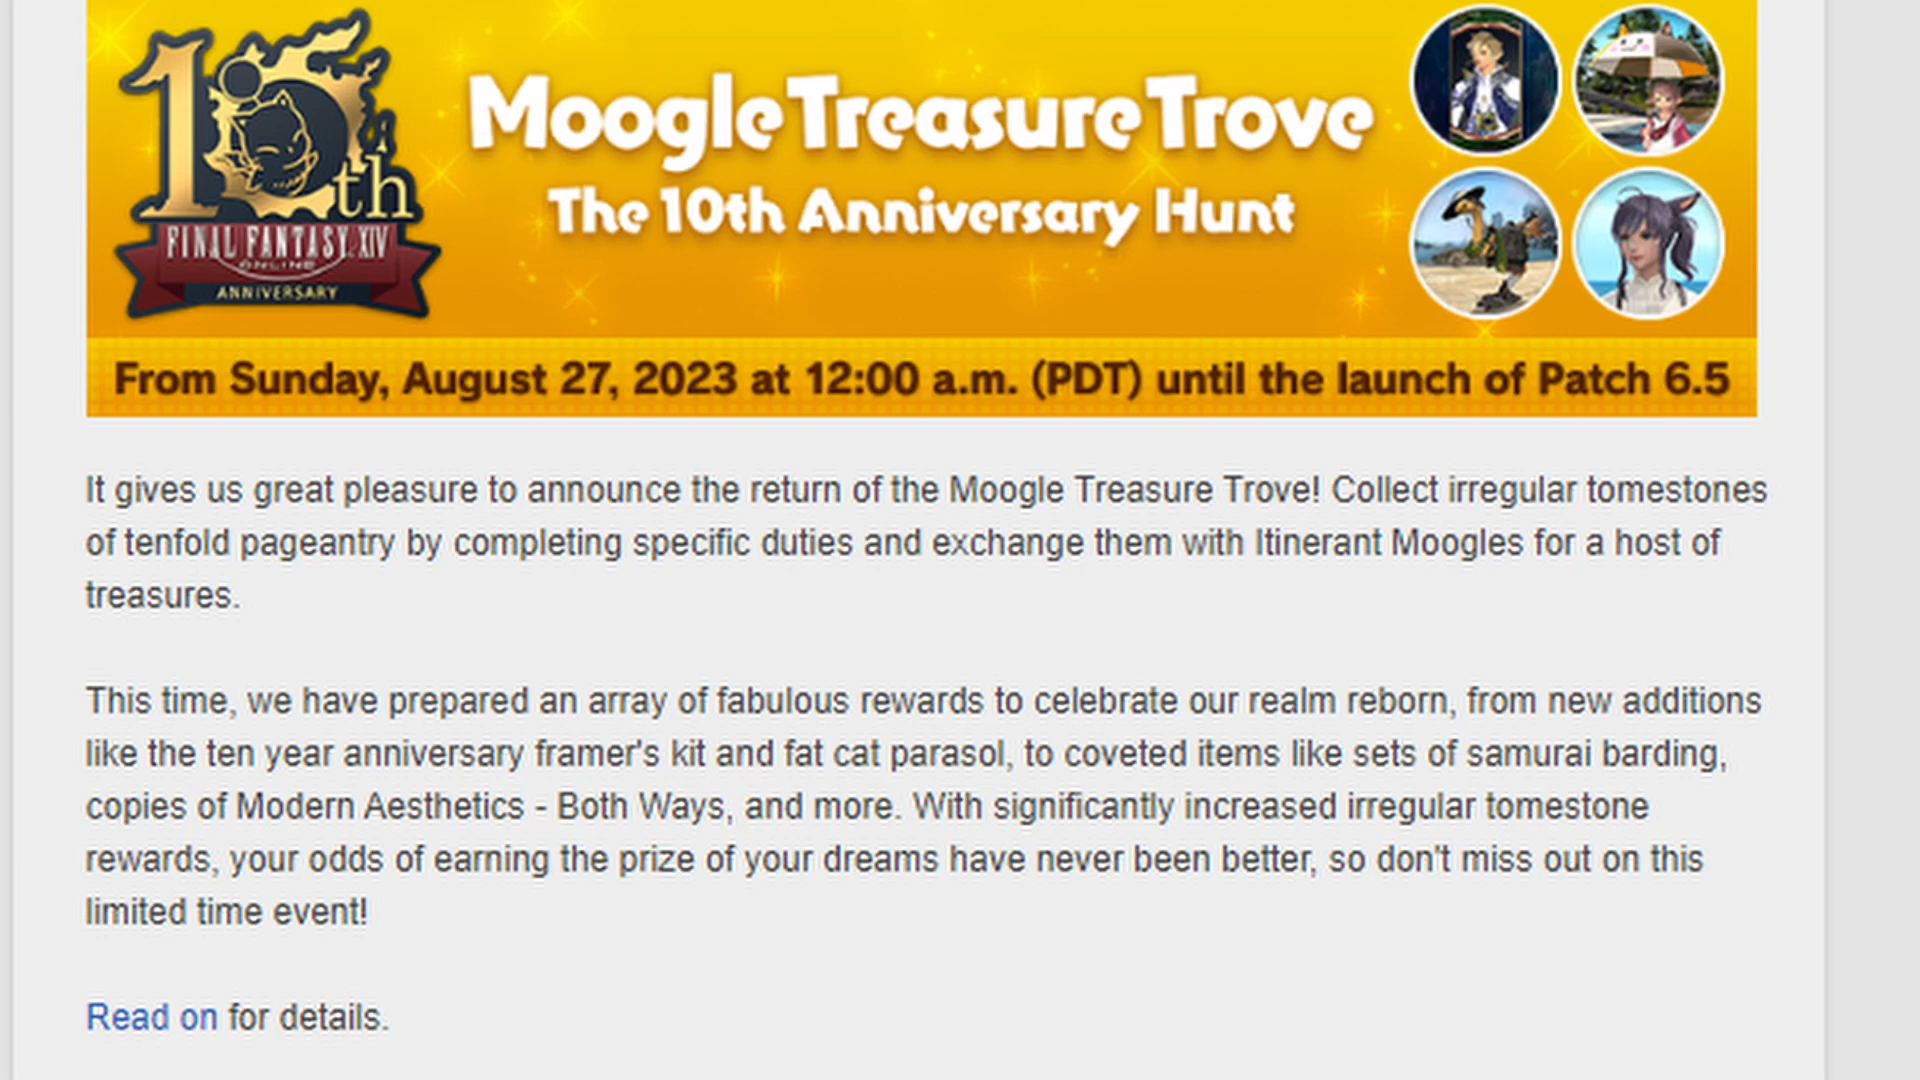 10th
FINAL FANTASY XIV
ONLINE
ANNIVERSARY
Moogle Treasure Trove
The 10th Anniversary Hunt
From Sunday, August 27, 2023 at 12:00 a.m. (PDT) until the launch of Patch 6.5
It gives us great pleasure to announce the return of the Moogle Treasure Trove! Collect irregular tomestones
of tenfold pageantry by completing specific duties and exchange them with Itinerant Moogles for a host of
treasures.
This time, we have prepared an array of fabulous rewards to celebrate our realm reborn, from new additions
like the ten year anniversary framer's kit and fat cat parasol, to coveted items like sets of samurai barding,
copies of Modern Aesthetics - Both Ways, and more. With significantly increased irregular tomestone
rewards, your odds of earning the prize of your dreams have never been better, so don't miss out on this
limited time event!
Read on for details.